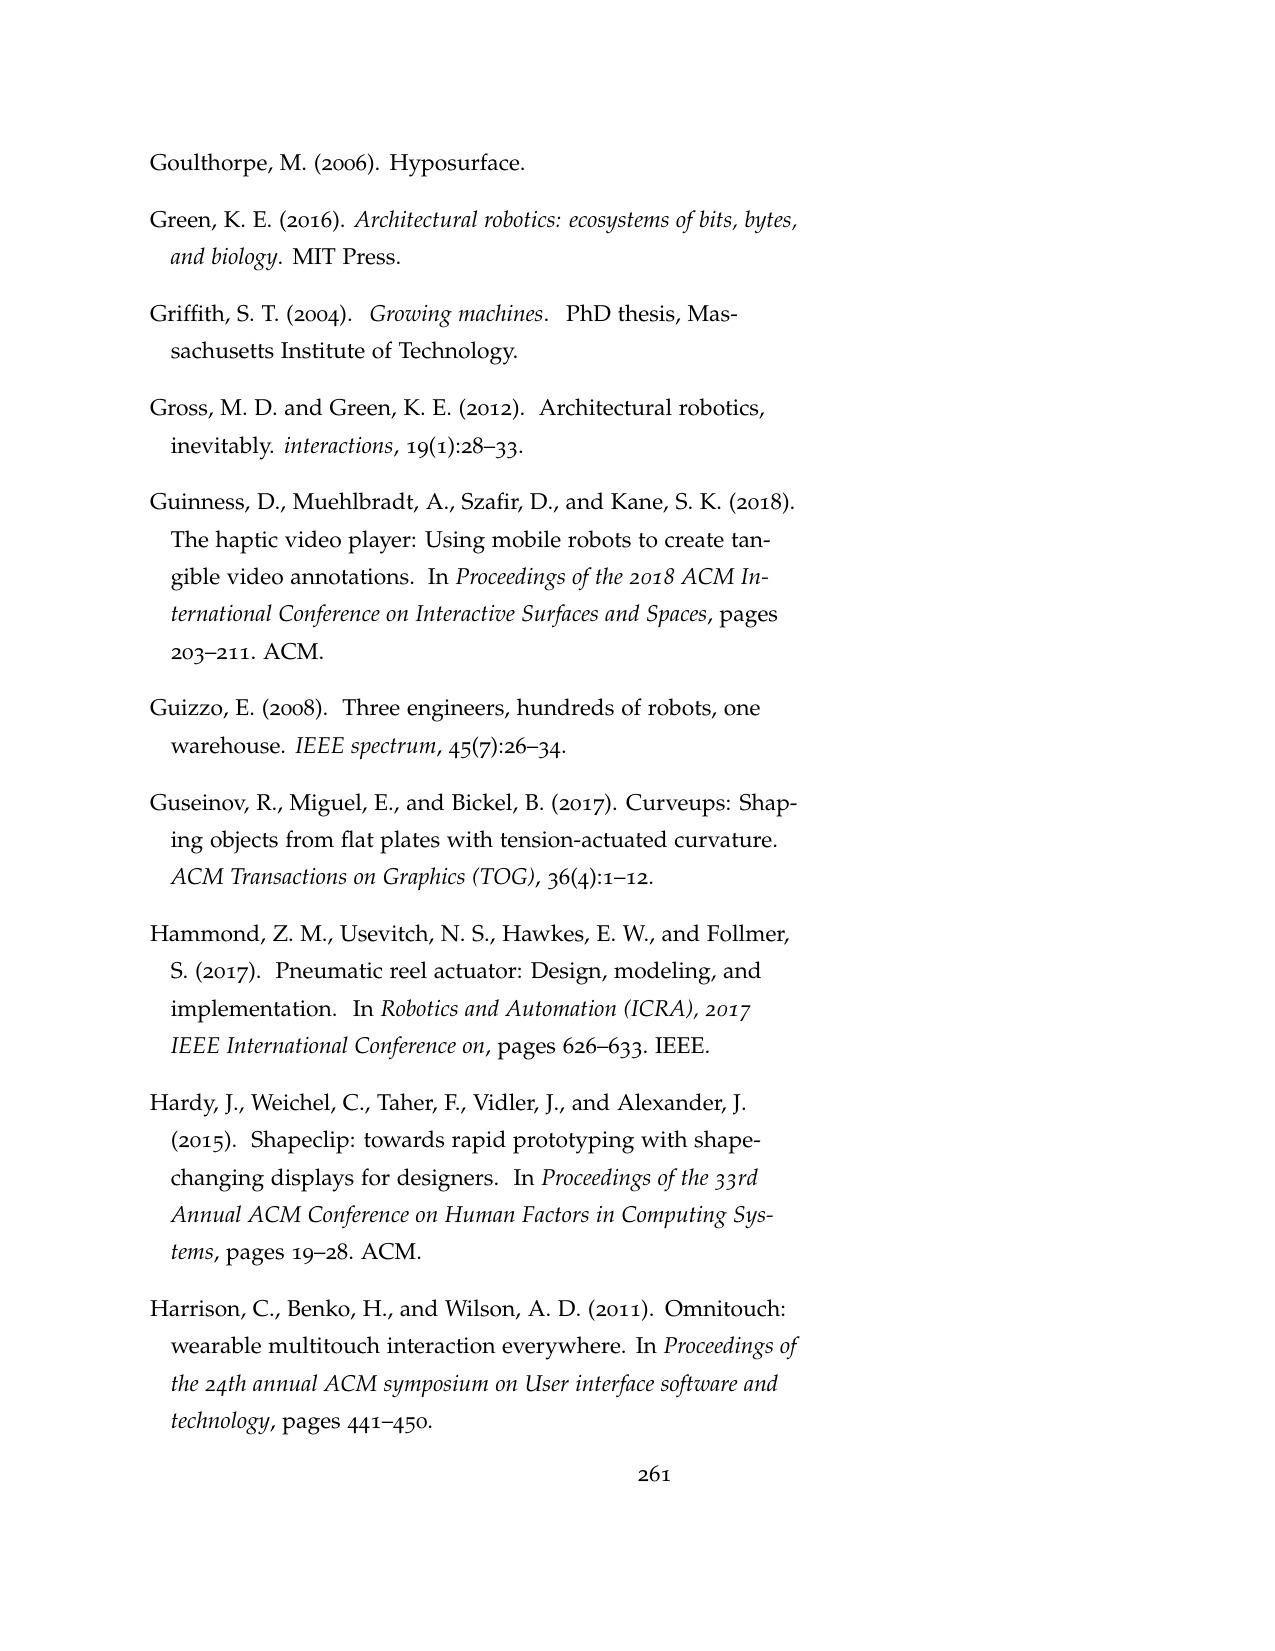 Goulthorpe, M. (2006). Hyposurface.
Green, K. E. (2016). Architectural robotics: ecosystems of bits, bytes,
and biology. MIT Press.
Griffith, S. T. (2004). Growing machines. PhD thesis, Mas-
sachusetts Institute of Technology.
Gross, M. D. and Green, K. E. (2012). Architectural robotics,
inevitably. interactions, 19(1):28–33.
Guinness, D., Muehlbradt, A., Szafir, D., and Kane, S. K. (2018).
The haptic video player: Using mobile robots to create tan-
gible video annotations. In Proceedings of the 2018 ACM In-
ternational Conference on Interactive Surfaces and Spaces, pages
203–211. ACM.
Guizzo, E. (2008). Three engineers, hundreds of robots, one
warehouse. IEEE spectrum, 45(7):26–34.
Guseinov, R., Miguel, E., and Bickel, B. (2017). Curveups: Shap-
ing objects from flat plates with tension-actuated curvature.
ACM Transactions on Graphics (TOG), 36(4):1–12.
Hammond, Z. M., Usevitch, N. S., Hawkes, E. W., and Follmer,
S. (2017). Pneumatic reel actuator: Design, modeling, and
implementation. In Robotics and Automation (ICRA), 2017
IEEE International Conference on, pages 626–633. IEEE.
Hardy, J., Weichel, C., Taher, F., Vidler, J., and Alexander, J.
(2015). Shapeclip: towards rapid prototyping with shape-
changing displays for designers. In Proceedings of the 33rd
Annual ACM Conference on Human Factors in Computing Sys-
tems, pages 19–28. ACM.
Harrison, C., Benko, H., and Wilson, A. D. (2011). Omnitouch:
wearable multitouch interaction everywhere. In Proceedings of
the 24th annual ACM symposium on User interface software and
technology, pages 441–450.
261